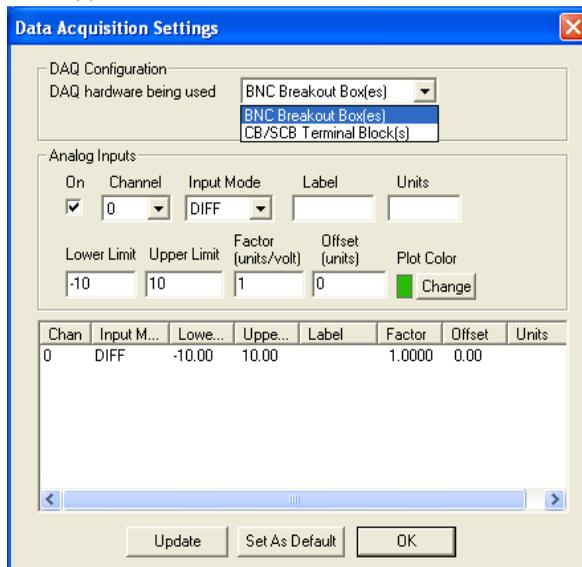 Data Acquisition Settings
DAQ Configuration
DAQ hardware being used BNC Breakout Box(es)
BNC Breakout Box(es)
CB/SCB Terminal Block(s)
Analog Inputs
On Channel Input Mode Label Units
0 DIFF
Lower Limit Upper Limit Factor (units/volt) Offset (units) Plot Color
-10 10 1 0 Change
Chan Input M... Lowe... Uppe... Label Factor Offset Units
0 DIFF -10.00 10.00 1.0000 0.00
Update Set As Default OK